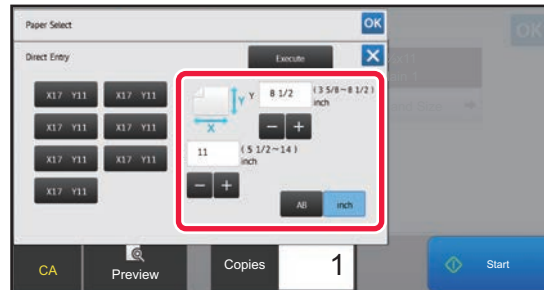 Paper Select
OK
Direct Entry
Execute
X17 Y11
X17 Y11
Y
Y
8 1/2
(3 5/8~8 1/2)
inch
X17 Y11
X17 Y11
X
11
(5 1/2~14)
inch
X17 Y11
X17 Y11
X17 Y11
AB
inch
CA
Preview
Copies
1
Start
OK